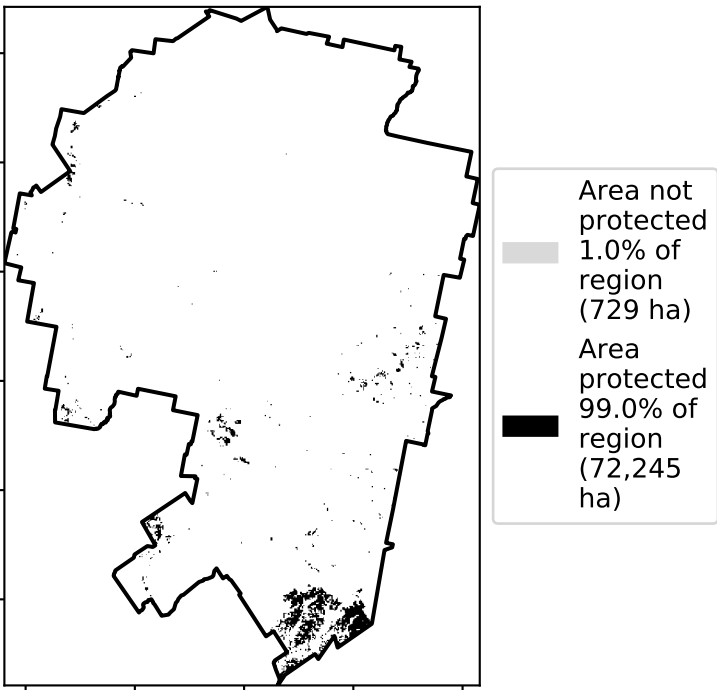 Area not
protected
1.0% of
region
(729 ha)
Area
protected
99.0% of
region
(72,245
ha)